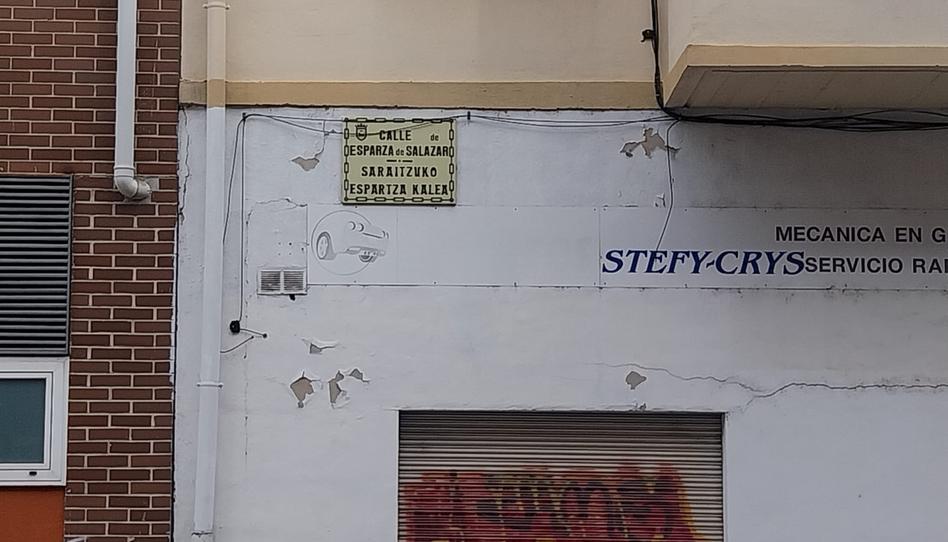 CALLE de
ESPARZA de SALAZAR
SARAITZUKO
ESPARTZA KALEA
MECANICA EN G
STEFY-CRYS SERVICIO RA